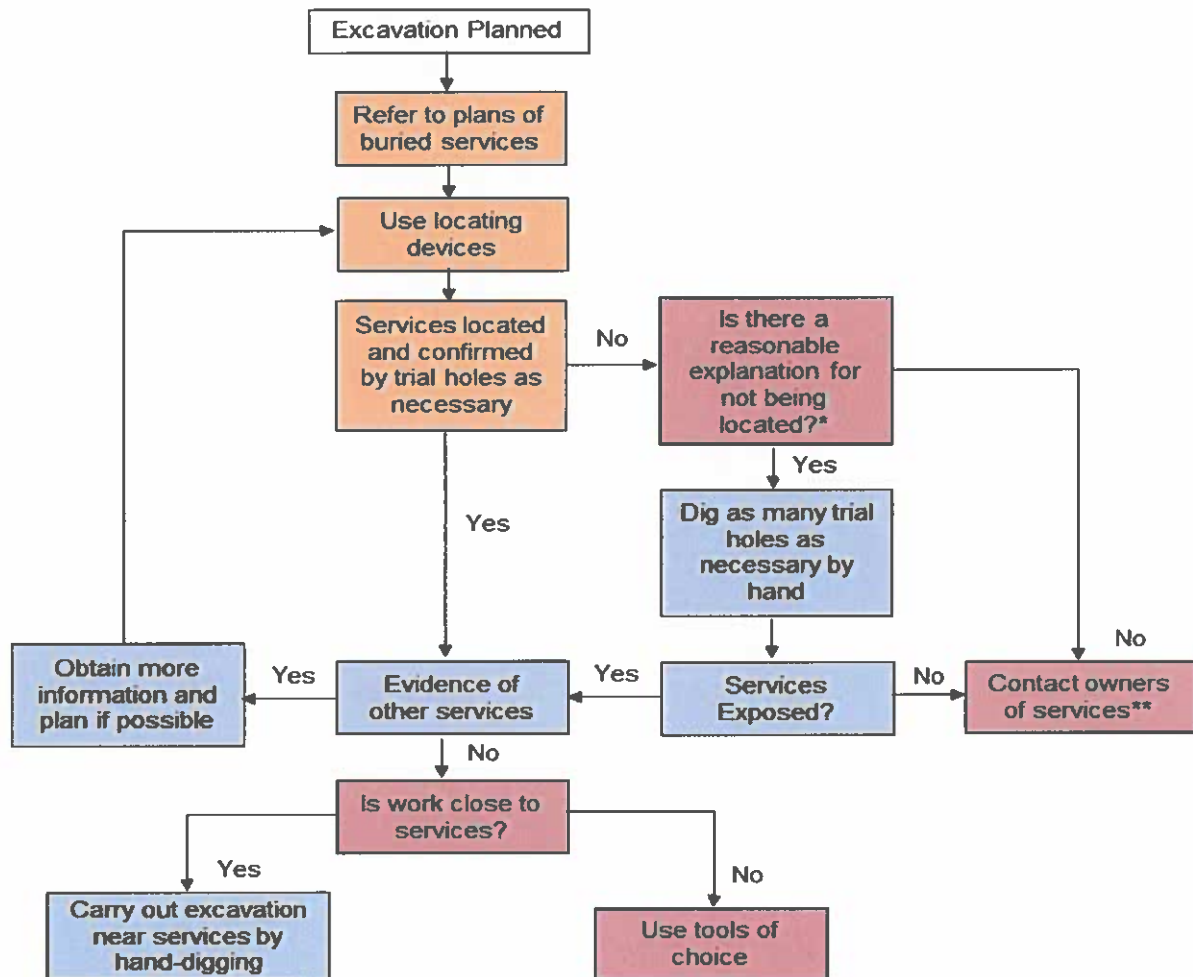 Excavation Planned
Refer to plans of
buried services
Use locating
devices
Services located
and confirmed
by trial holes as
necessary
No
Is there a
reasonable
explanation for
not being
located?*
Yes
Dig as many trial
holes as
necessary by
hand
Yes
No
Obtain more
information and
plan if possible
Yes
Evidence of
other services
Yes
Services
Exposed?
No
Contact owners
of services**
No
Is work close to
services?
Yes
No
Carry out excavation
near services by
hand-digging
Use tools of
choice